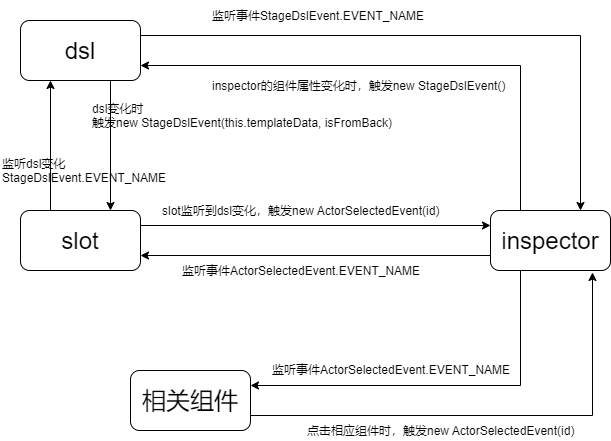 监听事件StageDslEvent.EVENT_NAME
dsl
inspector的组件属性变化时，触发new StageDslEvent()
dsl变化时
触发new StageDslEvent(this.templateData, isFromBack)
监听dsl变化
StageDslEvent.EVENT_NAME
slot监听到dsl变化，触发new ActorSelectedEvent(id)
slot
inspector
监听事件ActorSelectedEvent.EVENT_NAME
监听事件ActorSelectedEvent.EVENT_NAME
相关组件
点击相应组件时，触发new ActorSelectedEvent(id)